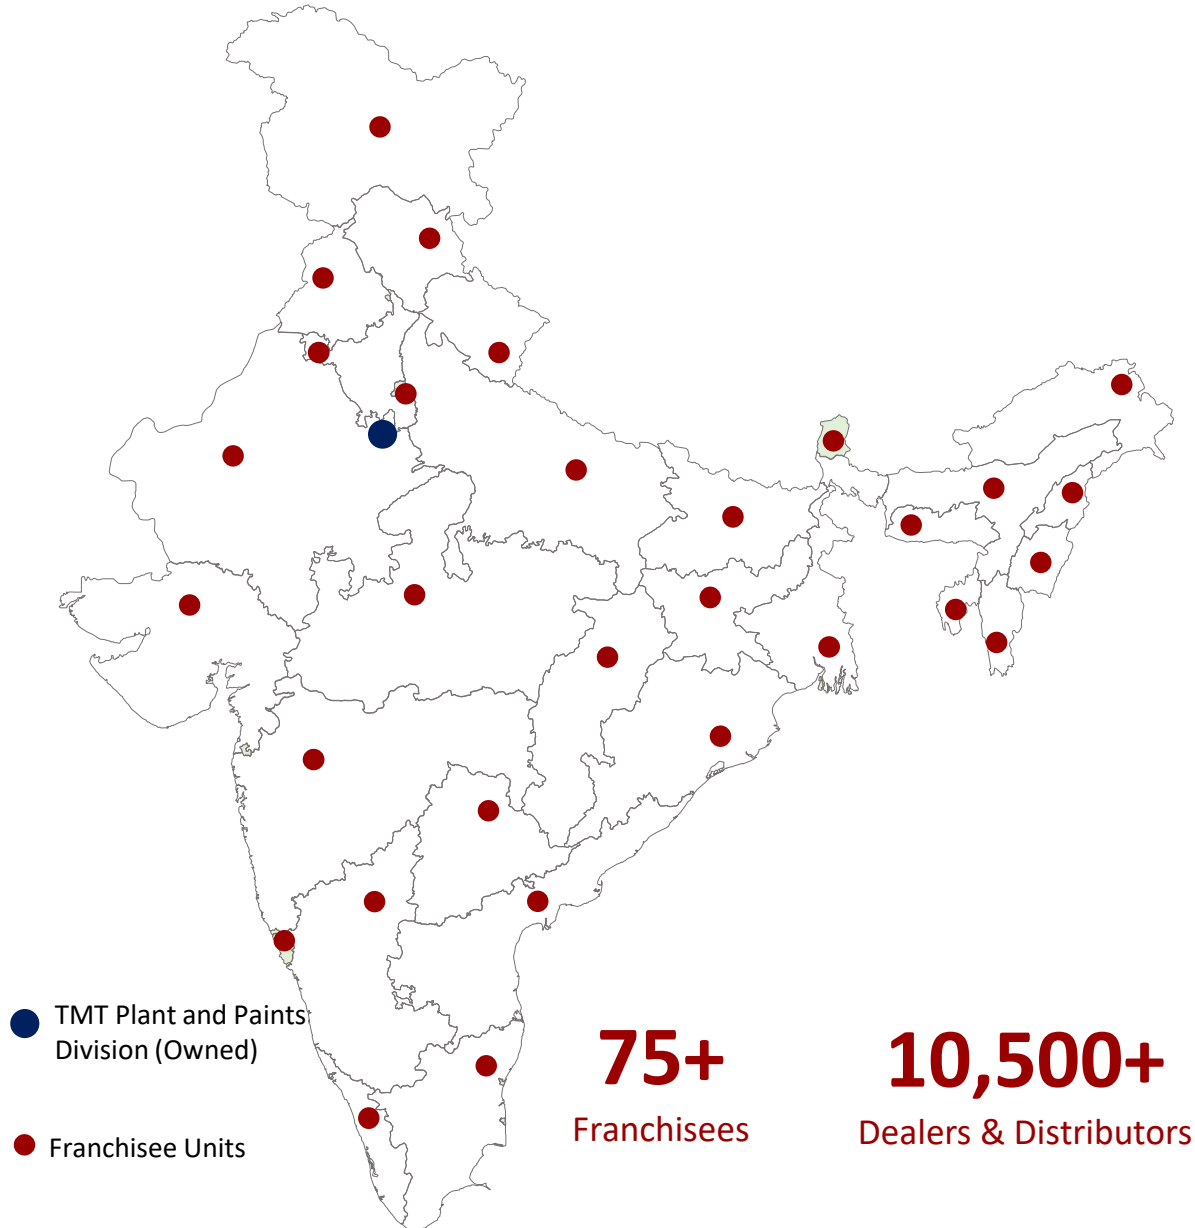 TMT Plant and Paints
Division (Owned)
Franchisee Units
75+
Franchisees
10,500+
Dealers & Distributors